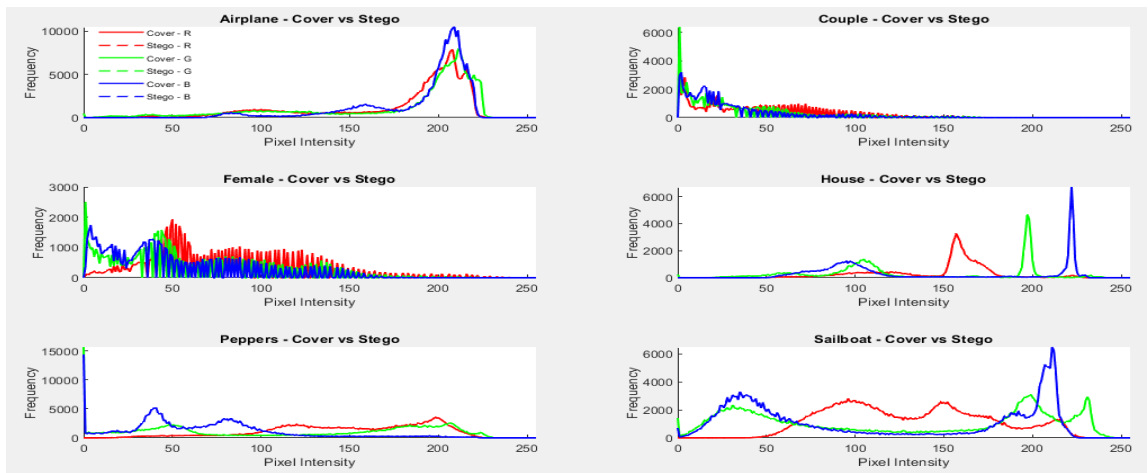 Airplane - Cover vs Stego
10000
5000
0
Frequency
Cover - R
Stego - R
Cover - G
Stego - G
Cover - B
Stego - B
0 50 100 150 200 250
Pixel Intensity
Couple - Cover vs Stego
6000
4000
2000
0
Frequency
0 50 100 150 200 250
Pixel Intensity
Female - Cover vs Stego
3000
2000
1000
0
Frequency
0 50 100 150 200 250
Pixel Intensity
House - Cover vs Stego
6000
4000
2000
0
Frequency
0 50 100 150 200 250
Pixel Intensity
Peppers - Cover vs Stego
15000
10000
5000
0
Frequency
0 50 100 150 200 250
Pixel Intensity
Sailboat - Cover vs Stego
6000
4000
2000
0
Frequency
0 50 100 150 200 250
Pixel Intensity